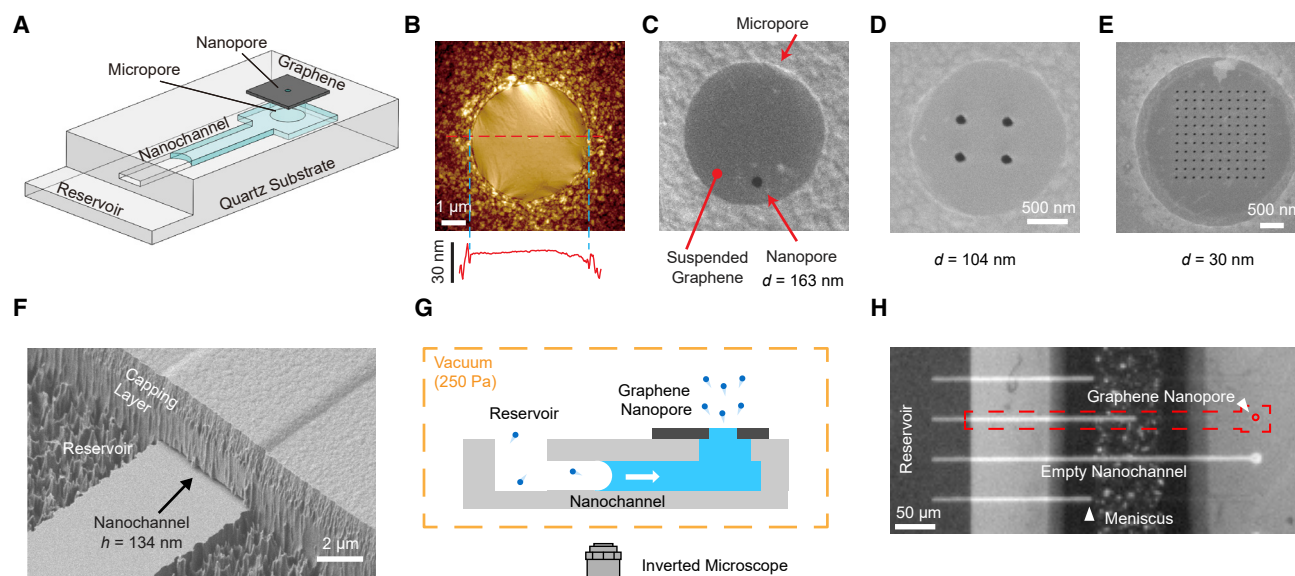 A
Nanopore
Micropore
Graphene
Nanochannel
Reservoir
Quartz Substrate
B
1 µm
30 nm
C
Micropore
Suspended
Graphene
Nanopore
d = 163 nm
D
500 nm
d = 104 nm
E
500 nm
d = 30 nm
F
Capping
Layer
Reservoir
Nanochannel
h = 134 nm
2 µm
G
Vacuum
(250 Pa)
Reservoir
Graphene
Nanopore
Nanochannel
Inverted Microscope
H
Reservoir
Graphene Nanopore
Empty Nanochannel
50 µm
Meniscus